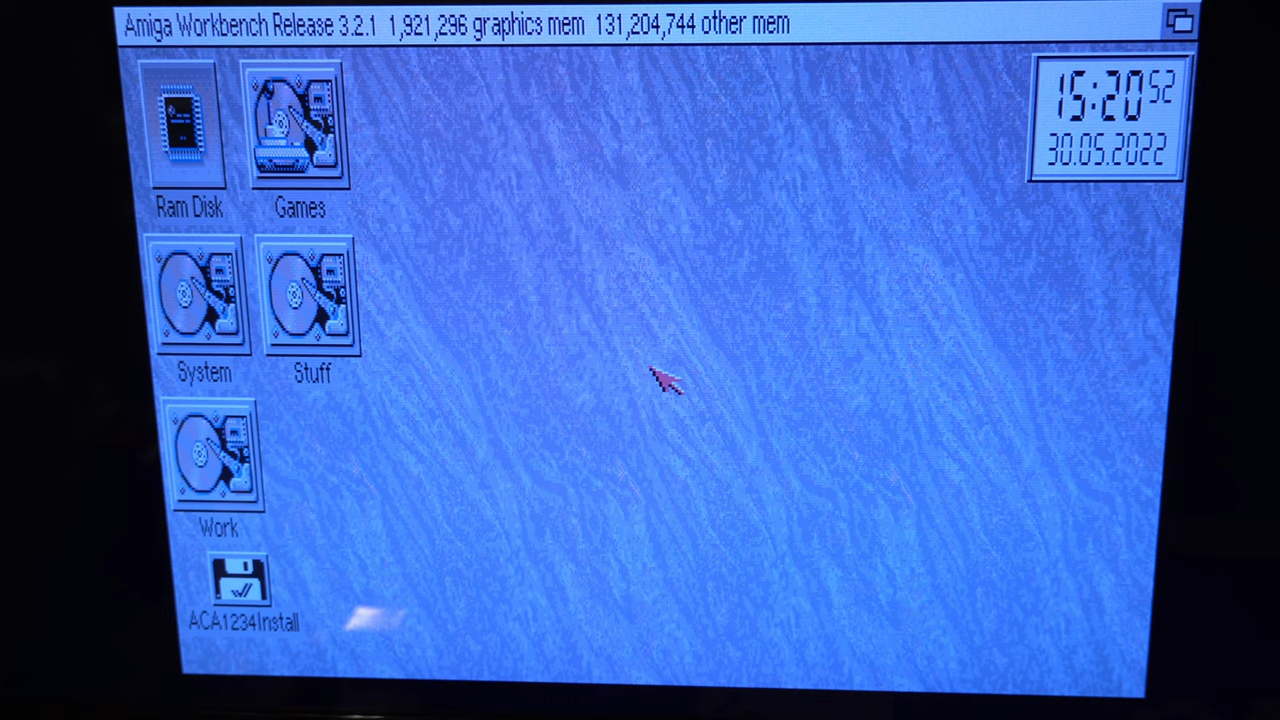 Amiga Workbench Release 3.2.1 1,921,296 graphics mem 131,204,744 other mem
15:20 52
30.05.2022
Ram Disk
Games
System
Stuff
Work
ACA1234Install